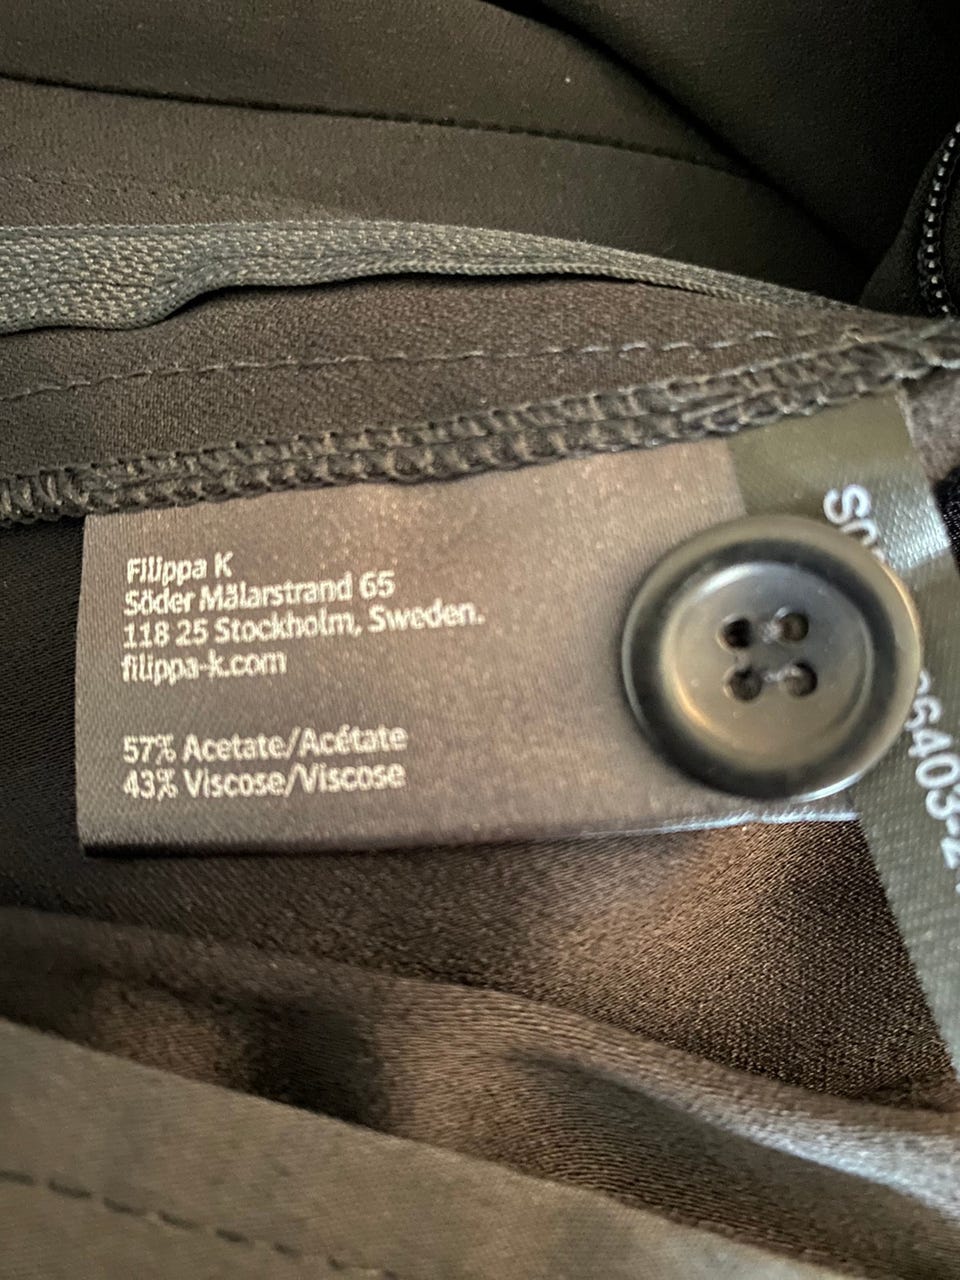 Filippa K
Söder Mälarstrand 65
118 25 Stockholm, Sweden.
filippa-k.com
57% Acetate/Acétate
43% Viscose/Viscose